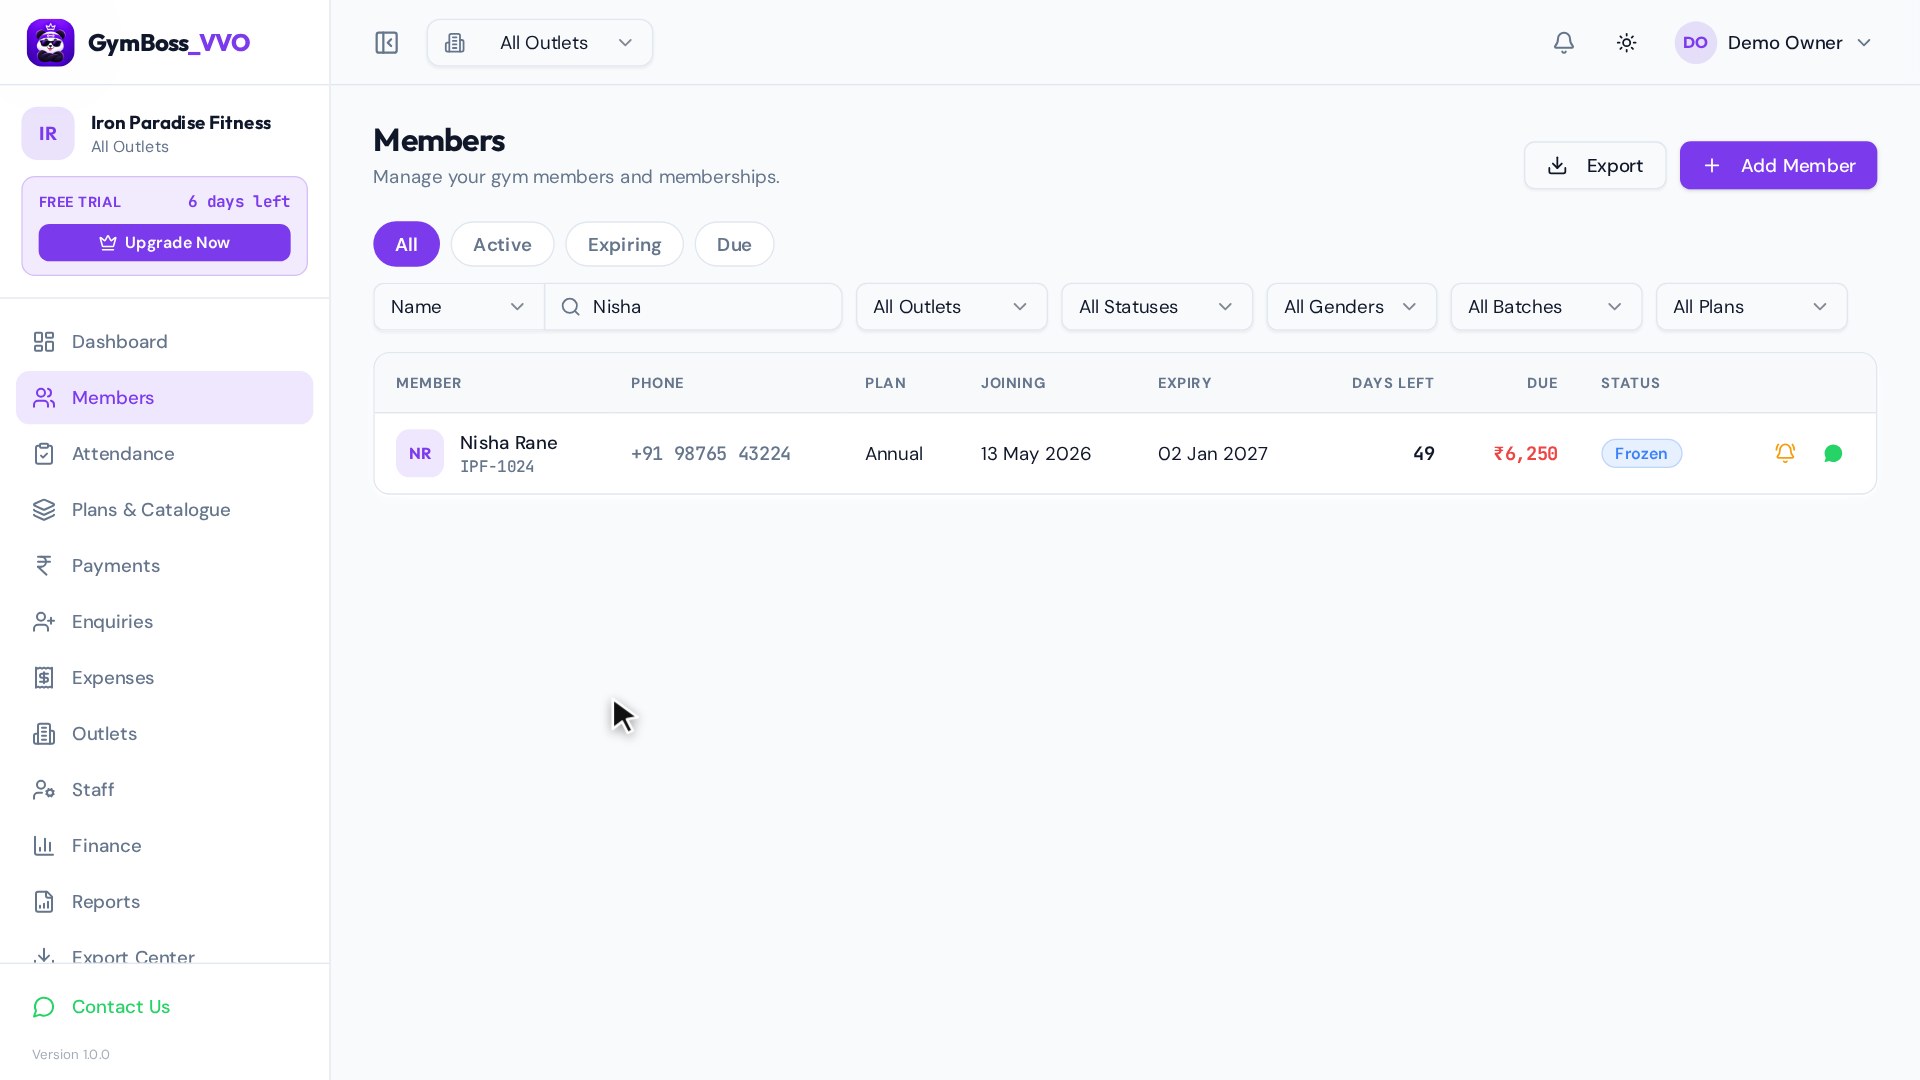 GymBoss_VVO
All Outlets
DO Demo Owner
IR
Iron Paradise Fitness
All Outlets
FREE TRIAL 6 days left
Upgrade Now
Dashboard
Members
Attendance
Plans & Catalogue
Payments
Enquiries
Expenses
Outlets
Staff
Finance
Reports
Export Center
Contact Us
Version 1.0.0
Members
Manage your gym members and memberships.
Export
Add Member
All Active Expiring Due
Name Nisha All Outlets All Statuses All Genders All Batches All Plans
MEMBER PHONE PLAN JOINING EXPIRY DAYS LEFT DUE STATUS
NR Nisha Rane +91 98765 43224 Annual 13 May 2026 02 Jan 2027 49 ₹6,250 Frozen
IPF-1024